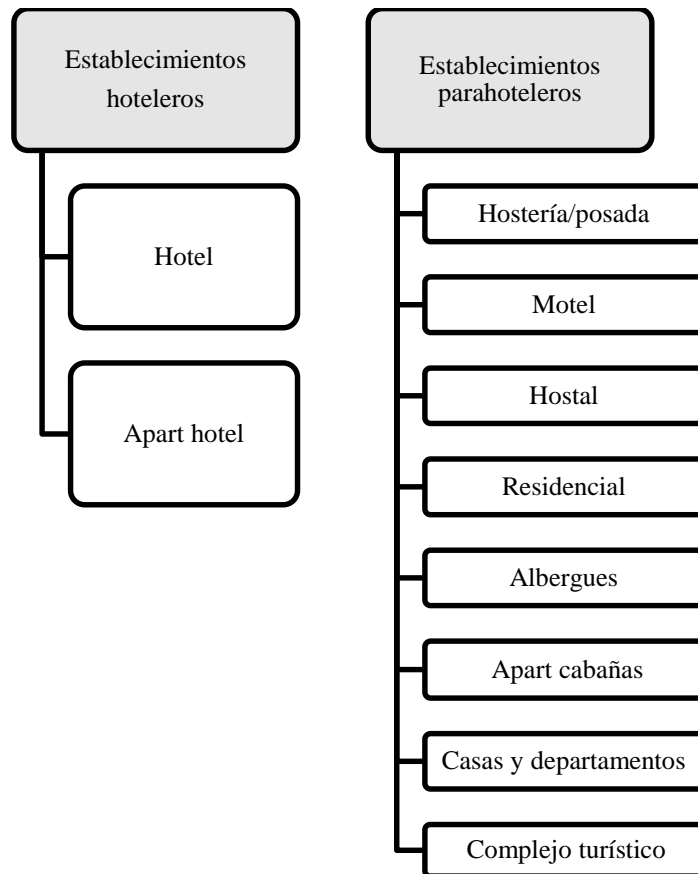 Establecimientos
hoteleros
Hotel
Apart hotel
Establecimientos
parahoteleros
Hostería/posada
Motel
Hostal
Residencial
Albergues
Apart cabañas
Casas y departamentos
Complejo turístico